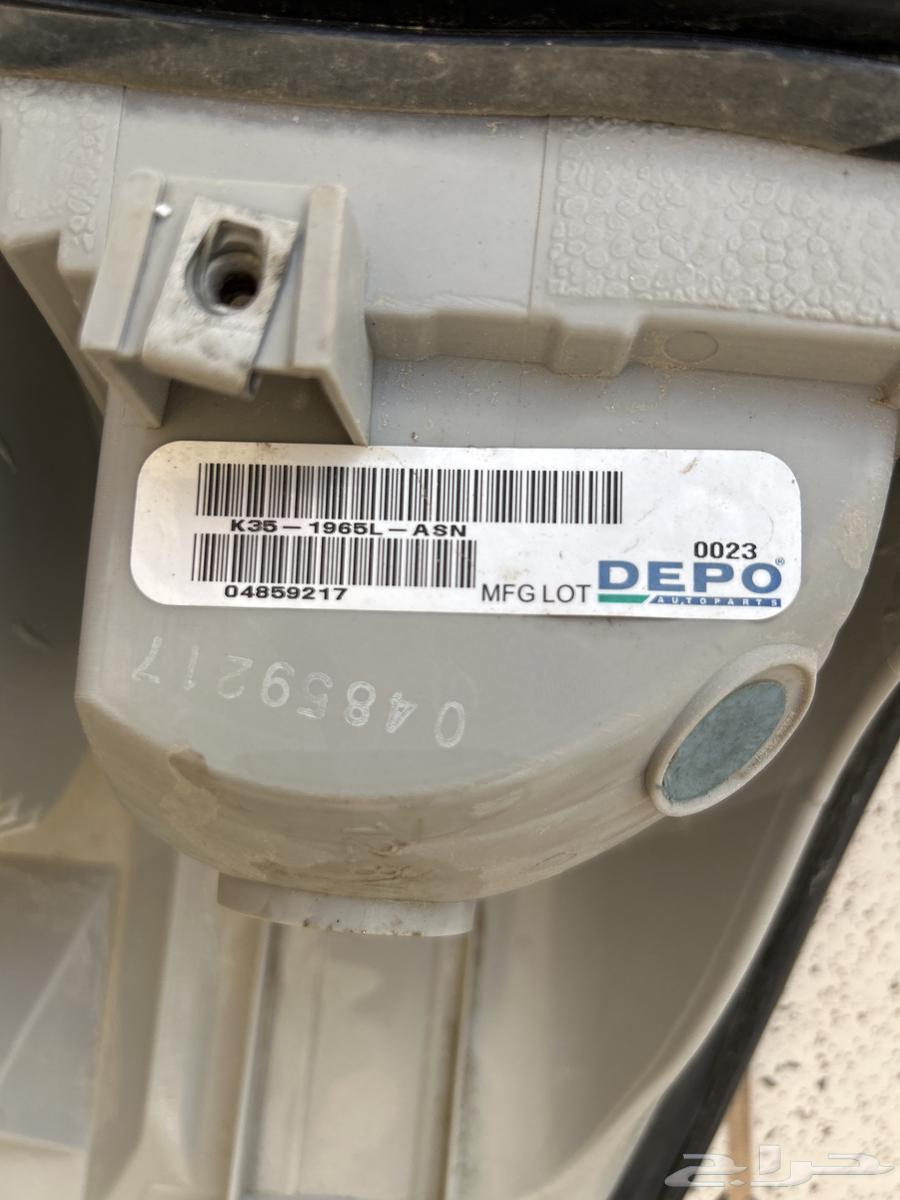 K35-1965L-ASN
0023
04859217
MFG LOT DEPO®
AUTOPARTS
04859217
حراج